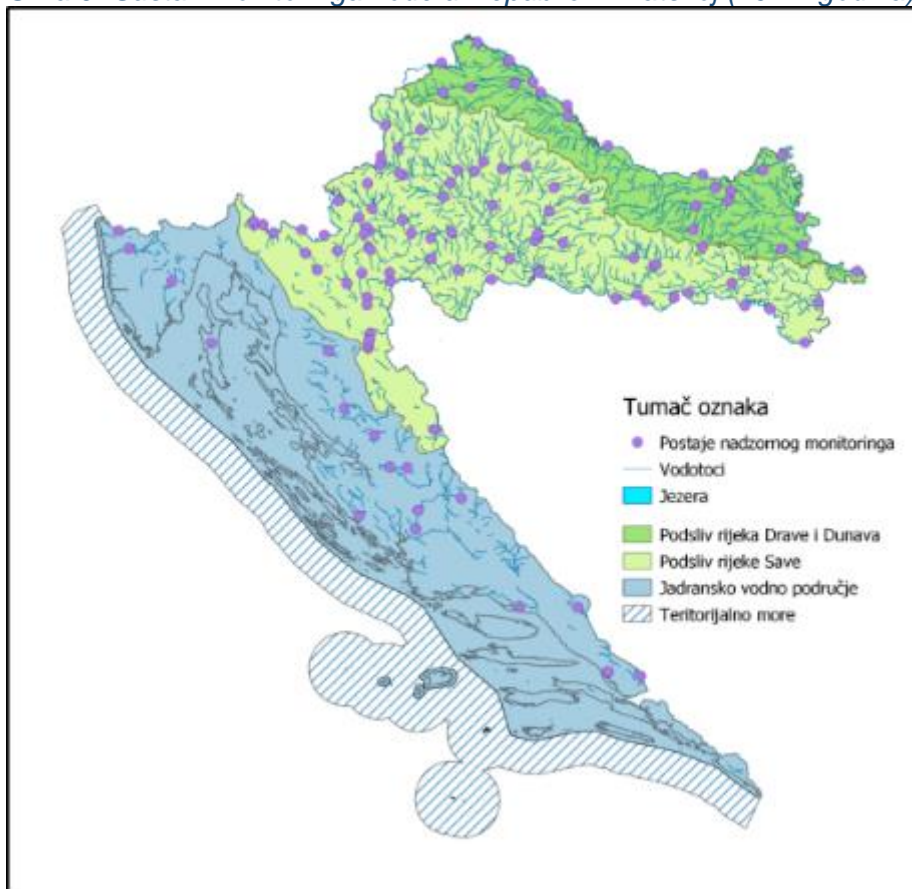 Tumač oznaka
Postaje nadzornog monitoringa
Vodotoci
Jezera
Podsliv rijeka Drave i Dunava
Podsliv rijeke Save
Jadransko vodno područje
Teritorijalno more